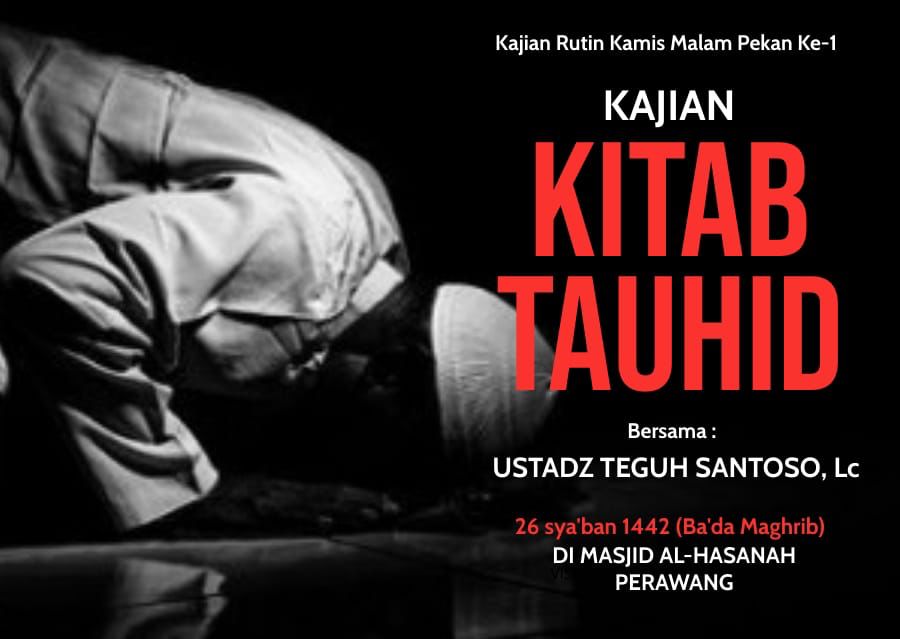 Kajian Rutin Kamis Malam Pekan Ke-1
KAJIAN
KITAB
TAUHID
Bersama :
USTADZ TEGUH SANTOSO, Lc
26 sya'ban 1442 (Ba'da Maghrib)
DI MASJID AL-HASANAH
PERAWANG